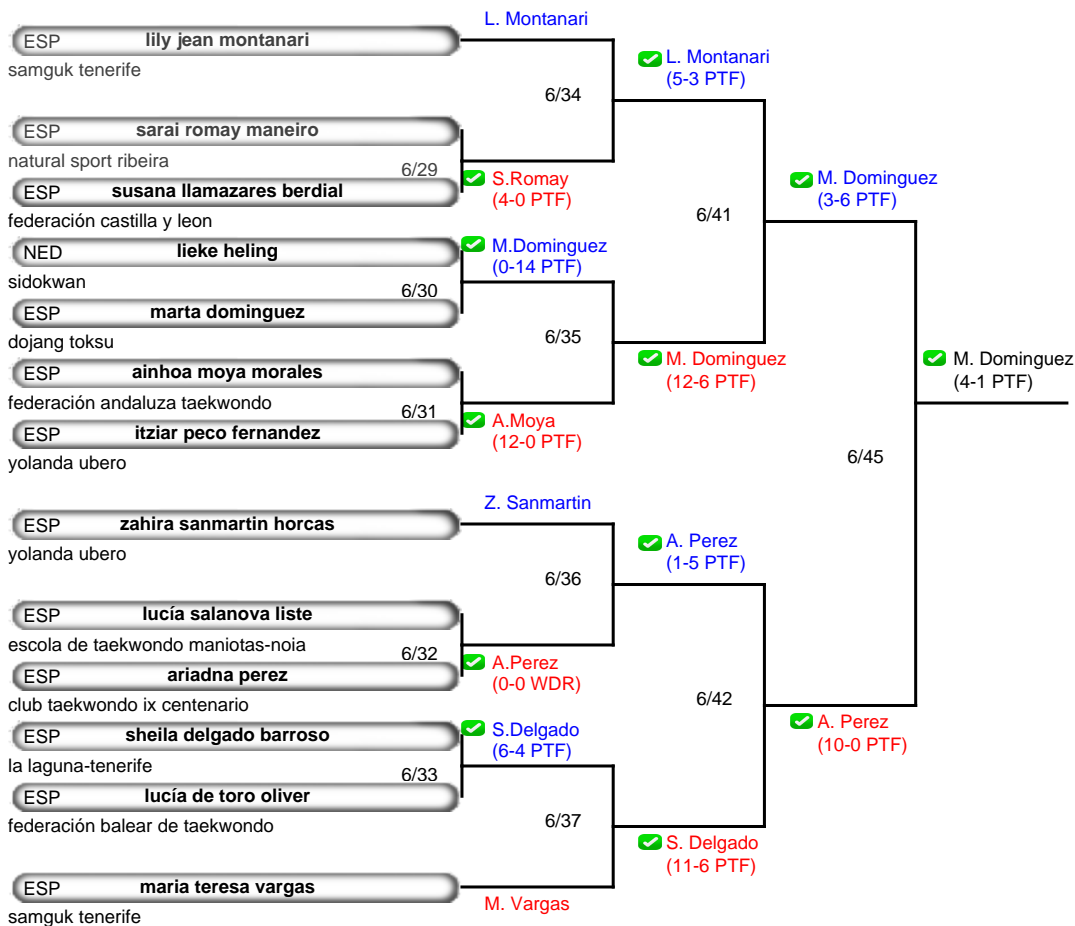 L. Montanari
ESP lily jean montanari
samguk tenerife
L. Montanari
(5-3 PTF)
6/34
ESP sarai romay maneiro
natural sport ribeira
6/29
ESP susana llamazares berdial
federación castilla y leon
S.Romay
(4-0 PTF)
M. Dominguez
(3-6 PTF)
6/41
NED lieke heling
sidokwan
M.Dominguez
(0-14 PTF)
6/30
ESP marta dominguez
dojang toksu
6/35
ESP ainhoa moya morales
federación andaluza taekwondo
M. Dominguez
(12-6 PTF)
M. Dominguez
(4-1 PTF)
6/31
ESP itziar peco fernandez
yolanda ubero
A.Moya
(12-0 PTF)
6/45
Z. Sanmartin
ESP zahira sanmartin horcas
yolanda ubero
A. Perez
(1-5 PTF)
6/36
ESP lucía salanova liste
escola de taekwondo maniotas-noia
6/32
ESP ariadna perez
club taekwondo ix centenario
A.Perez
(0-0 WDR)
6/42
ESP sheila delgado barroso
la laguna-tenerife
S.Delgado
(6-4 PTF)
A. Perez
(10-0 PTF)
6/33
ESP lucía de toro oliver
federación balear de taekwondo
6/37
S. Delgado
(11-6 PTF)
ESP maria teresa vargas
samguk tenerife
M. Vargas